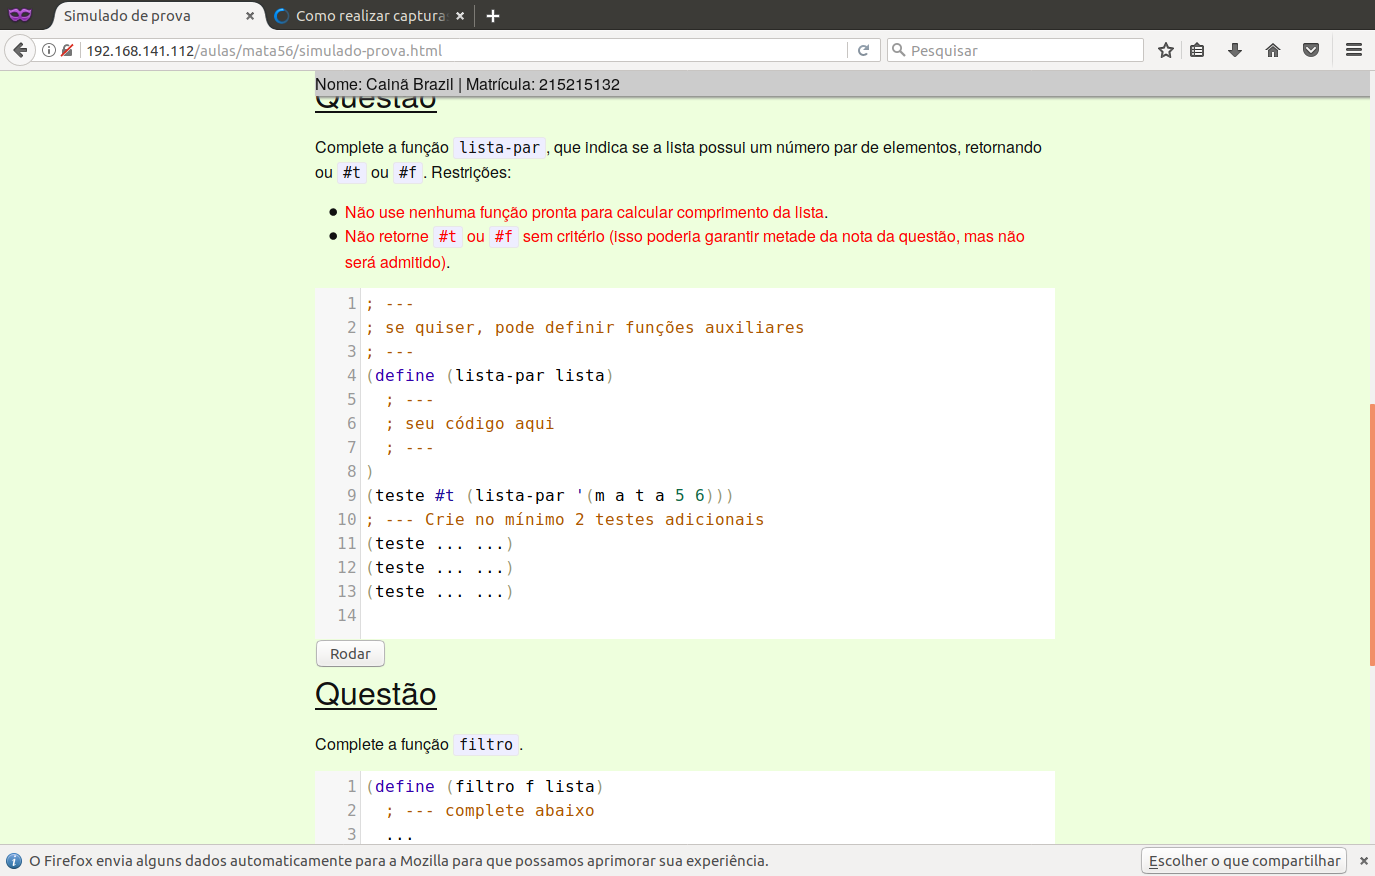 Simulado de prova
Como realizar captura
192.168.141.112/aulas/mata56/simulado-prova.html
Pesquisar
Nome: Cainã Brazil | Matrícula: 215215132
Questão
Complete a função lista-par, que indica se a lista possui um número par de elementos, retornando
ou #t ou #f. Restrições:
Não use nenhuma função pronta para calcular comprimento da lista.
Não retorne #t ou #f sem critério (isso poderia garantir metade da nota da questão, mas não
será admitido).
1 ; ---
2 ; se quiser, pode definir funções auxiliares
3 ; ---
4 (define (lista-par lista)
5 ; ---
6 ; seu código aqui
7 ; ---
8 )
9 (teste #t (lista-par '(m a t a 5 6)))
10 ; --- Crie no mínimo 2 testes adicionais
11 (teste ... ...)
12 (teste ... ...)
13 (teste ... ...)
14
Rodar
Questão
Complete a função filtro.
1 (define (filtro f lista)
2 ; --- complete abaixo
3 ...
O Firefox envia alguns dados automaticamente para a Mozilla para que possamos aprimorar sua experiência.
Escolher o que compartilhar